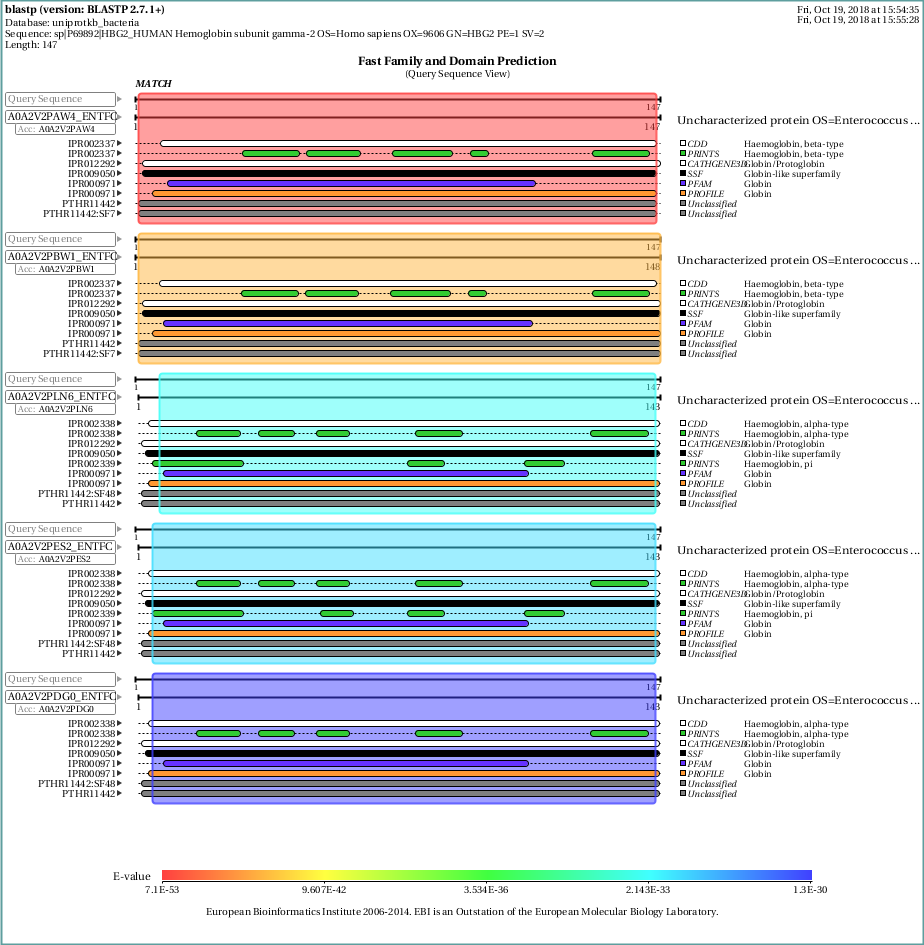 blastp (version: BLASTP 2.7.1+)
Fri, Oct 19, 2018 at 15:54:35
Database: uniprotkb_bacteria
Fri, Oct 19, 2018 at 15:55:28
Sequence: sp|P69892|HBG2_HUMAN Hemoglobin subunit gamma-2 OS=Homo sapiens OX=9606 GN=HBG2 PE=1 SV=2
Length: 147
Fast Family and Domain Prediction
(Query Sequence View)
MATCH
Query Sequence
1 147
A0A2V2PAW4_ENTFC
Acc: A0A2V2PAW4
1 147
Uncharacterized protein OS=Enterococcus ...
IPR002337 CDD Haemoglobin, beta-type
IPR002337 PRINTS Haemoglobin, beta-type
IPR012292 CATHGENE3D Globin/Protoglobin
IPR009050 SSF Globin-like superfamily
IPR000971 PFAM Globin
IPR000971 PROFILE Globin
PTHR11442 Unclassified
PTHR11442:SF7 Unclassified
Query Sequence
1 147
A0A2V2PBW1_ENTFC
Acc: A0A2V2PBW1
1 148
Uncharacterized protein OS=Enterococcus ...
IPR002337 CDD Haemoglobin, beta-type
IPR002337 PRINTS Haemoglobin, beta-type
IPR012292 CATHGENE3D Globin/Protoglobin
IPR009050 SSF Globin-like superfamily
IPR000971 PFAM Globin
IPR000971 PROFILE Globin
PTHR11442 Unclassified
PTHR11442:SF7 Unclassified
Query Sequence
1 147
A0A2V2PLN6_ENTFC
Acc: A0A2V2PLN6
1 143
Uncharacterized protein OS=Enterococcus ...
IPR002338 CDD Haemoglobin, alpha-type
IPR002338 PRINTS Haemoglobin, alpha-type
IPR012292 CATHGENE3D Globin/Protoglobin
IPR009050 SSF Globin-like superfamily
IPR002339 PRINTS Haemoglobin, pi
IPR000971 PFAM Globin
IPR000971 PROFILE Globin
PTHR11442:SF48 Unclassified
PTHR11442 Unclassified
Query Sequence
1 147
A0A2V2PES2_ENTFC
Acc: A0A2V2PES2
1 143
Uncharacterized protein OS=Enterococcus ...
IPR002338 CDD Haemoglobin, alpha-type
IPR002338 PRINTS Haemoglobin, alpha-type
IPR012292 CATHGENE3D Globin/Protoglobin
IPR009050 SSF Globin-like superfamily
IPR002339 PRINTS Haemoglobin, pi
IPR000971 PFAM Globin
IPR000971 PROFILE Globin
PTHR11442:SF48 Unclassified
PTHR11442 Unclassified
Query Sequence
1 147
A0A2V2PDG0_ENTFC
Acc: A0A2V2PDG0
1 143
Uncharacterized protein OS=Enterococcus ...
IPR002338 CDD Haemoglobin, alpha-type
IPR002338 PRINTS Haemoglobin, alpha-type
IPR012292 CATHGENE3D Globin/Protoglobin
IPR009050 SSF Globin-like superfamily
IPR000971 PFAM Globin
IPR000971 PROFILE Globin
PTHR11442:SF48 Unclassified
PTHR11442 Unclassified
E-value
7.1E-53 9.607E-42 3.534E-36 2.143E-33 1.3E-30
European Bioinformatics Institute 2006-2014. EBI is an Outstation of the European Molecular Biology Laboratory.